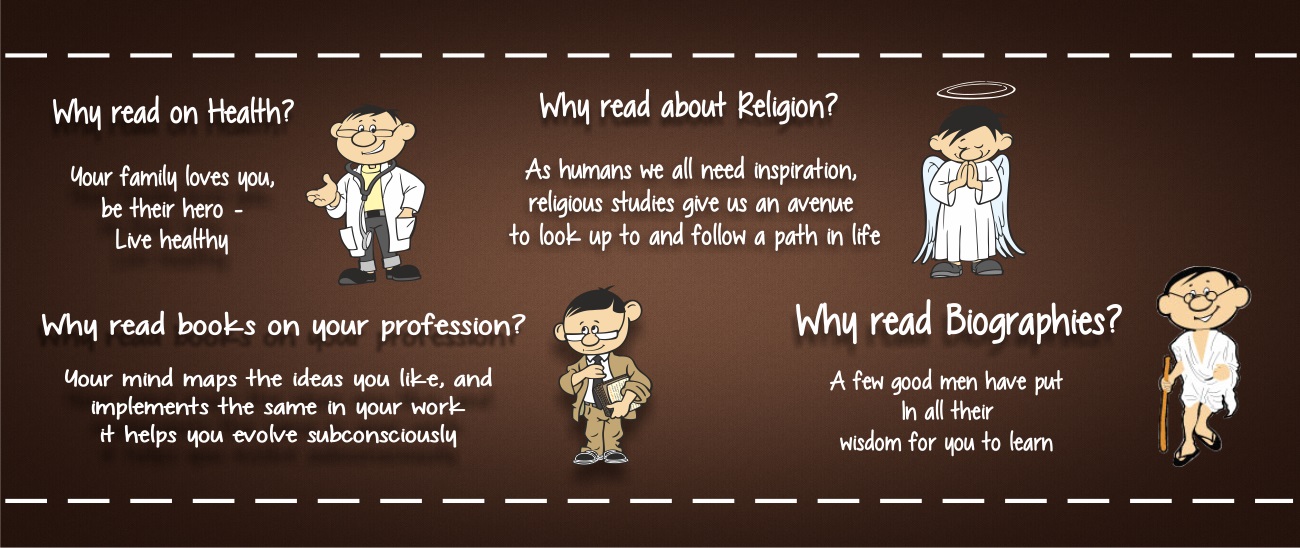 Why read on Health?
Your family loves you,
be their hero -
Live healthy
Why read about Religion?
As humans we all need inspiration,
religious studies give us an avenue
to look up to and follow a path in life
Why read books on your profession?
Your mind maps the ideas you like, and
implements the same in your work
it helps you evolve subconsciously
Why read Biographies?
A few good men have put
In all their
wisdom for you to learn